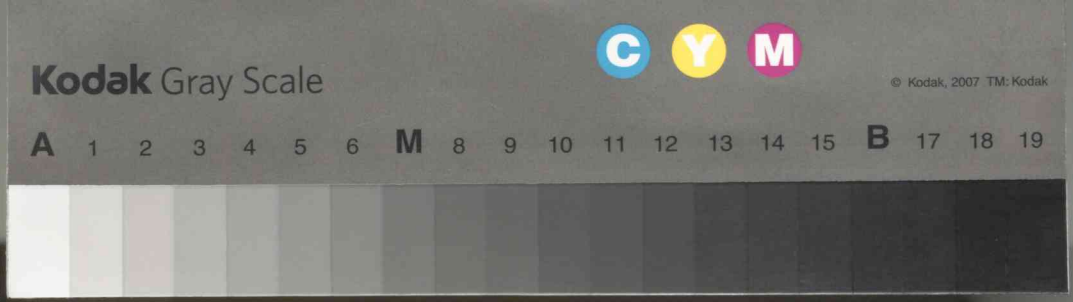 C Y M
Kodak Gray Scale
© Kodak, 2007 TM: Kodak
A 1 2 3 4 5 6 M 8 9 10 11 12 13 14 15 B 17 18 19